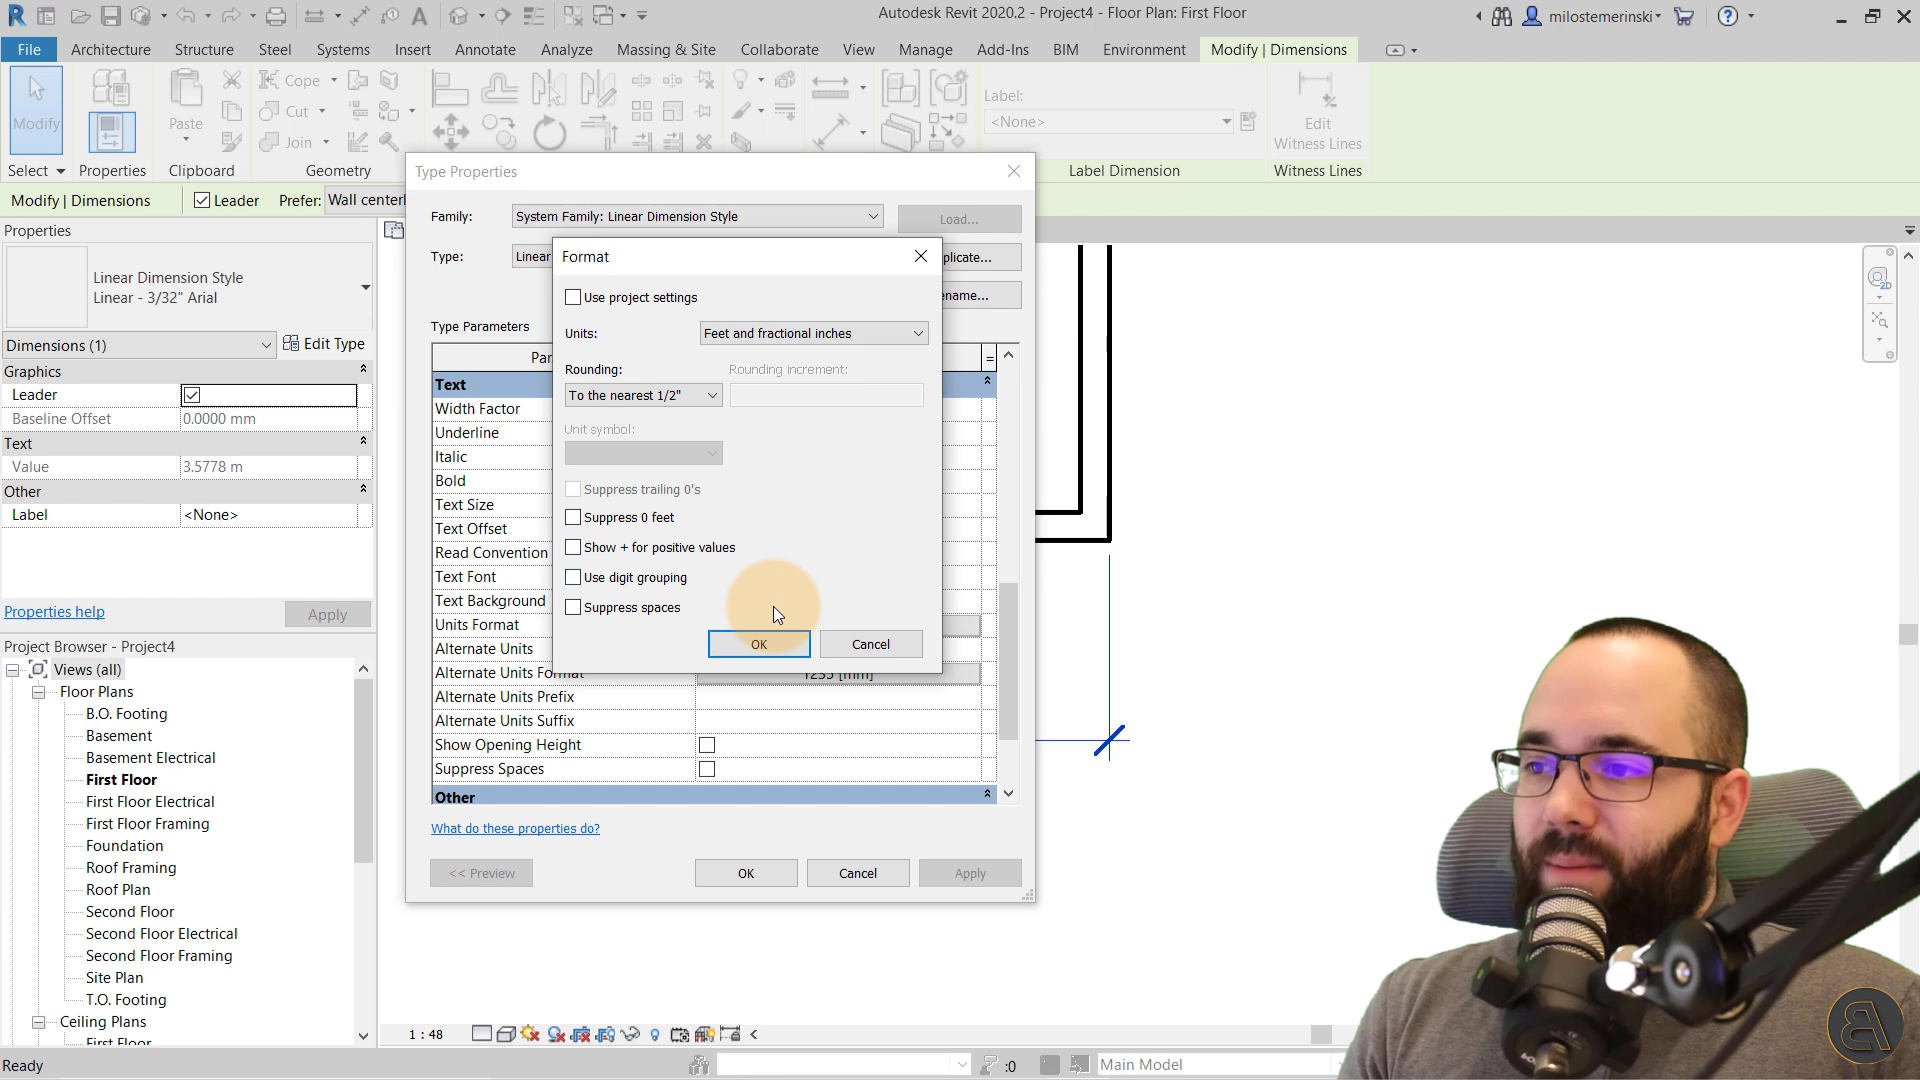 Autodesk Revit 2020.2 - Project4 - Floor Plan: First Floor
milostemerinski
File Architecture Structure Steel Systems Insert Annotate Analyze Massing & Site Collaborate View Manage Add-Ins BIM Environment Modify | Dimensions
Modify
Paste
Cope
Cut
Join
Label:
<None>
Edit
Witness Lines
Select Properties Clipboard Geometry Label Dimension Witness Lines
Modify | Dimensions Leader Prefer: Wall centerl
Properties
Linear Dimension Style
Linear - 3/32" Arial
Dimensions (1) Edit Type
Graphics
Leader
Baseline Offset 0.0000 mm
Text
Value 3.5778 m
Other
Label <None>
Properties help Apply
Project Browser - Project4
Views (all)
Floor Plans
B.O. Footing
Basement
Basement Electrical
First Floor
First Floor Electrical
First Floor Framing
Foundation
Roof Framing
Roof Plan
Second Floor
Second Floor Electrical
Second Floor Framing
Site Plan
T.O. Footing
Ceiling Plans
First Floor
Type Properties
Family: System Family: Linear Dimension Style Load...
Type: Linear plicate...
ename...
Type Parameters
Par =
Text
Width Factor
Underline
Italic
Bold
Text Size
Text Offset
Read Convention
Text Font
Text Background
Units Format
Alternate Units
Alternate Units Format 1235 [mm]
Alternate Units Prefix
Alternate Units Suffix
Show Opening Height
Suppress Spaces
Other
What do these properties do?
<< Preview OK Cancel Apply
Format
Use project settings
Units: Feet and fractional inches
Rounding: Rounding increment:
To the nearest 1/2"
Unit symbol:
Suppress trailing 0's
Suppress 0 feet
Show + for positive values
Use digit grouping
Suppress spaces
OK Cancel
2D
1 : 48
Ready :0 Main Model